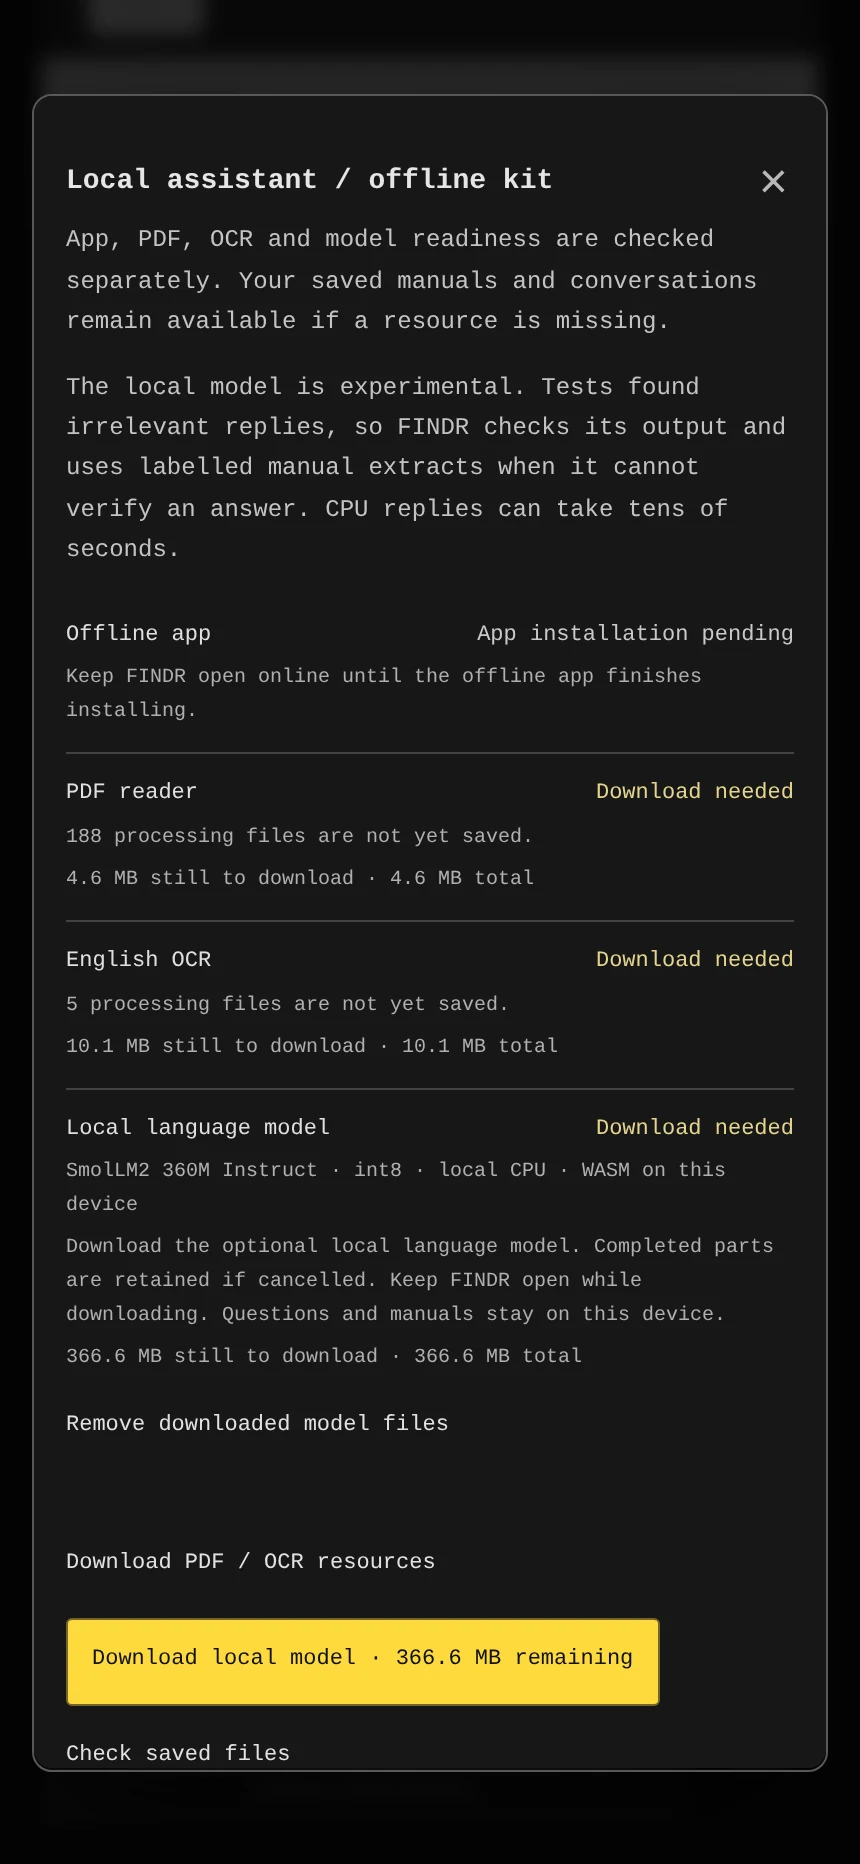 Local assistant / offline kit
App, PDF, OCR and model readiness are checked
separately. Your saved manuals and conversations
remain available if a resource is missing.
The local model is experimental. Tests found
irrelevant replies, so FINDR checks its output and
uses labelled manual extracts when it cannot
verify an answer. CPU replies can take tens of
seconds.
Offline app App installation pending
Keep FINDR open online until the offline app finishes
installing.
PDF reader Download needed
188 processing files are not yet saved.
4.6 MB still to download · 4.6 MB total
English OCR Download needed
5 processing files are not yet saved.
10.1 MB still to download · 10.1 MB total
Local language model Download needed
SmolLM2 360M Instruct · int8 · local CPU · WASM on this
device
Download the optional local language model. Completed parts
are retained if cancelled. Keep FINDR open while
downloading. Questions and manuals stay on this device.
366.6 MB still to download · 366.6 MB total
Remove downloaded model files
Download PDF / OCR resources
Download local model · 366.6 MB remaining
Check saved files